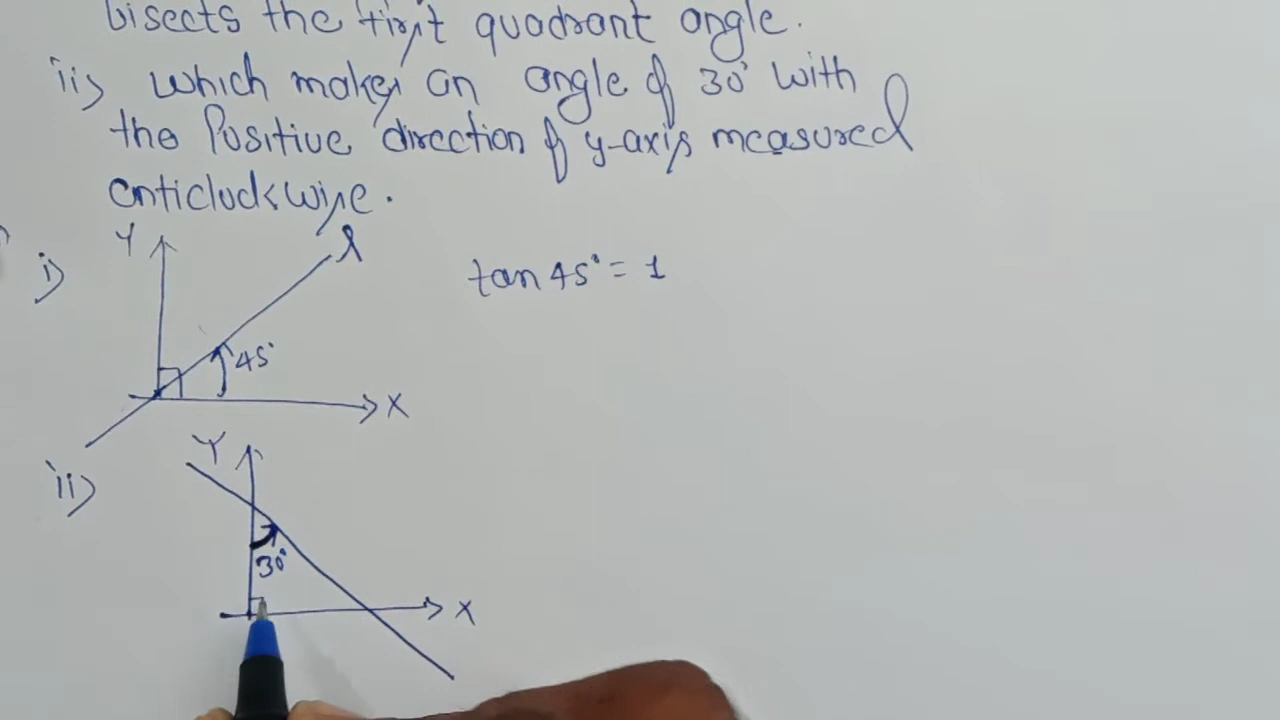 bisects the first quadrant angle.
ii) which makes an angle of 30° with
the Positive direction of y-axis measured
anticlockwise.
Y
l
i)
tan 45° = 1
45°
X
Y
ii)
30°
X